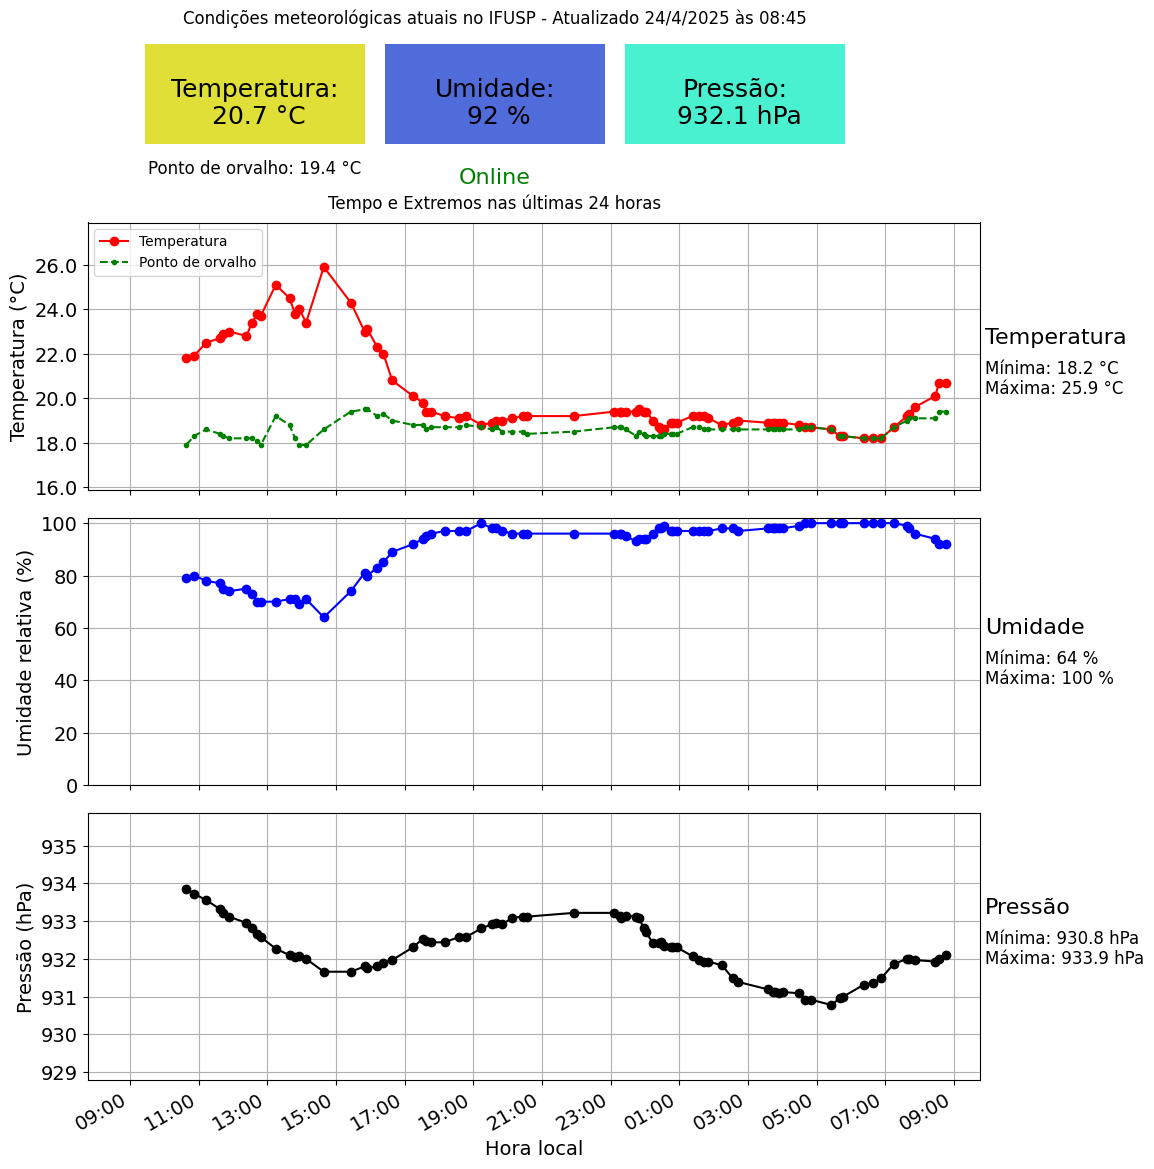 Condições meteorológicas atuais no IFUSP - Atualizado 24/4/2025 às 08:45
Temperatura:
20.7 °C
Umidade:
92 %
Pressão:
932.1 hPa
Ponto de orvalho: 19.4 °C
Online
Tempo e Extremos nas últimas 24 horas
Temperatura
Ponto de orvalho
Temperatura (°C)
26.0
24.0
22.0
20.0
18.0
16.0
Temperatura
Mínima: 18.2 °C
Máxima: 25.9 °C
Umidade relativa (%)
100
80
60
40
20
0
Umidade
Mínima: 64 %
Máxima: 100 %
Pressão (hPa)
935
934
933
932
931
930
929
Pressão
Mínima: 930.8 hPa
Máxima: 933.9 hPa
09:00
11:00
13:00
15:00
17:00
19:00
21:00
23:00
01:00
03:00
05:00
07:00
09:00
Hora local